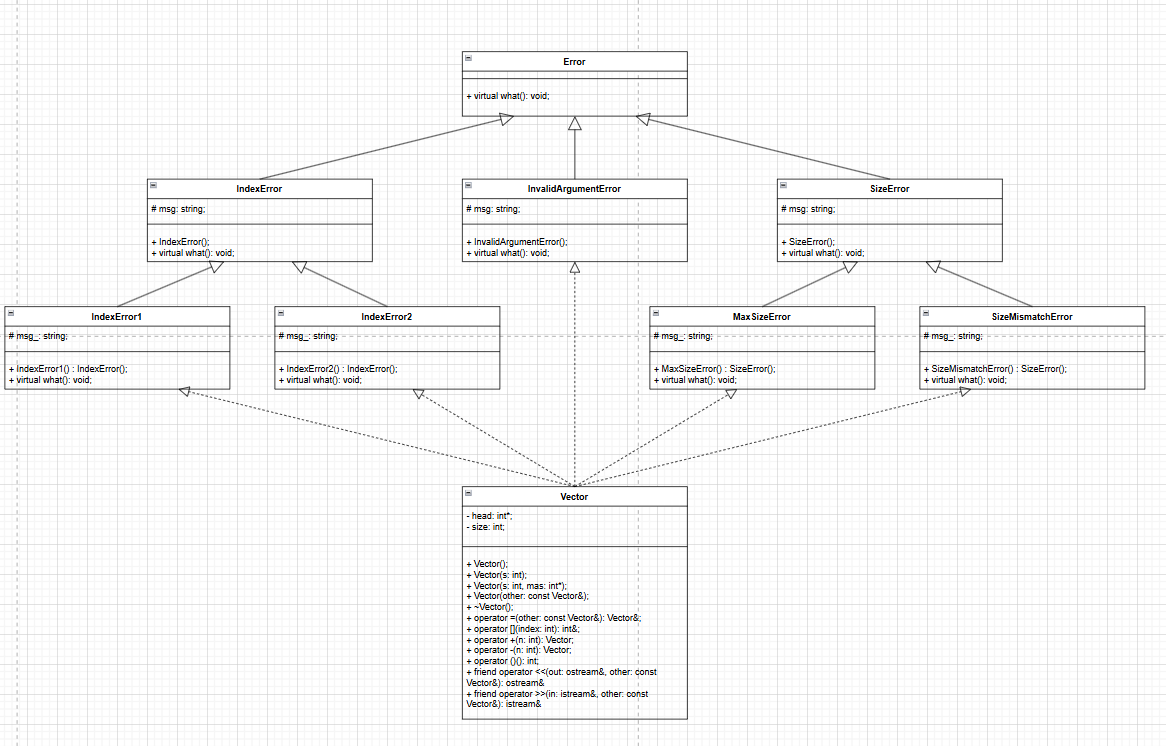 Error
+ virtual what(): void;
IndexError
# msg: string;
+ IndexError();
+ virtual what(): void;
InvalidArgumentError
# msg: string;
+ InvalidArgumentError();
+ virtual what(): void;
SizeError
# msg: string;
+ SizeError();
+ virtual what(): void;
IndexError1
# msg_: string;
+ IndexError1() : IndexError();
+ virtual what(): void;
IndexError2
# msg_: string;
+ IndexError2() : IndexError();
+ virtual what(): void;
MaxSizeError
# msg_: string;
+ MaxSizeError() : SizeError();
+ virtual what(): void;
SizeMismatchError
# msg_: string;
+ SizeMismatchError() : SizeError();
+ virtual what(): void;
Vector
- head: int*;
- size: int;
+ Vector();
+ Vector(s: int);
+ Vector(s: int, mas: int*);
+ Vector(other: const Vector&);
+ ~Vector();
+ operator =(other: const Vector&): Vector&;
+ operator [](index: int): int&;
+ operator +(n: int): Vector;
+ operator -(n: int): Vector;
+ operator ()(): int;
+ friend operator <<(out: ostream&, other: const
Vector&): ostream&
+ friend operator >>(in: istream&, other: const
Vector&): istream&